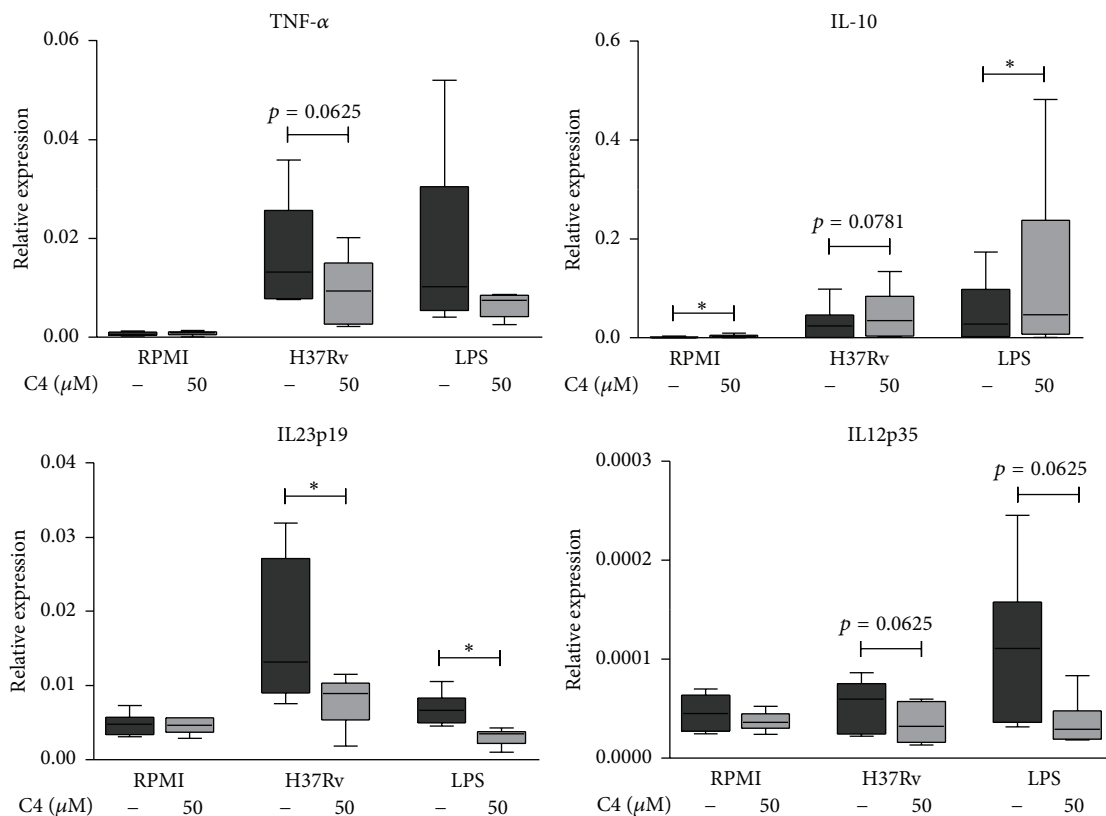 TNF-α
0.06
0.04
0.02
0.00
Relative expression
p = 0.0625
RPMI H37Rv LPS
C4 (μM) – 50 – 50 – 50
IL-10
0.6
0.4
0.2
0.0
Relative expression
*
p = 0.0781
*
RPMI H37Rv LPS
C4 (μM) – 50 – 50 – 50
IL23p19
0.04
0.03
0.02
0.01
0.00
Relative expression
*
*
RPMI H37Rv LPS
C4 (μM) – 50 – 50 – 50
IL12p35
0.0003
0.0002
0.0001
0.0000
Relative expression
p = 0.0625
p = 0.0625
RPMI H37Rv LPS
C4 (μM) – 50 – 50 – 50